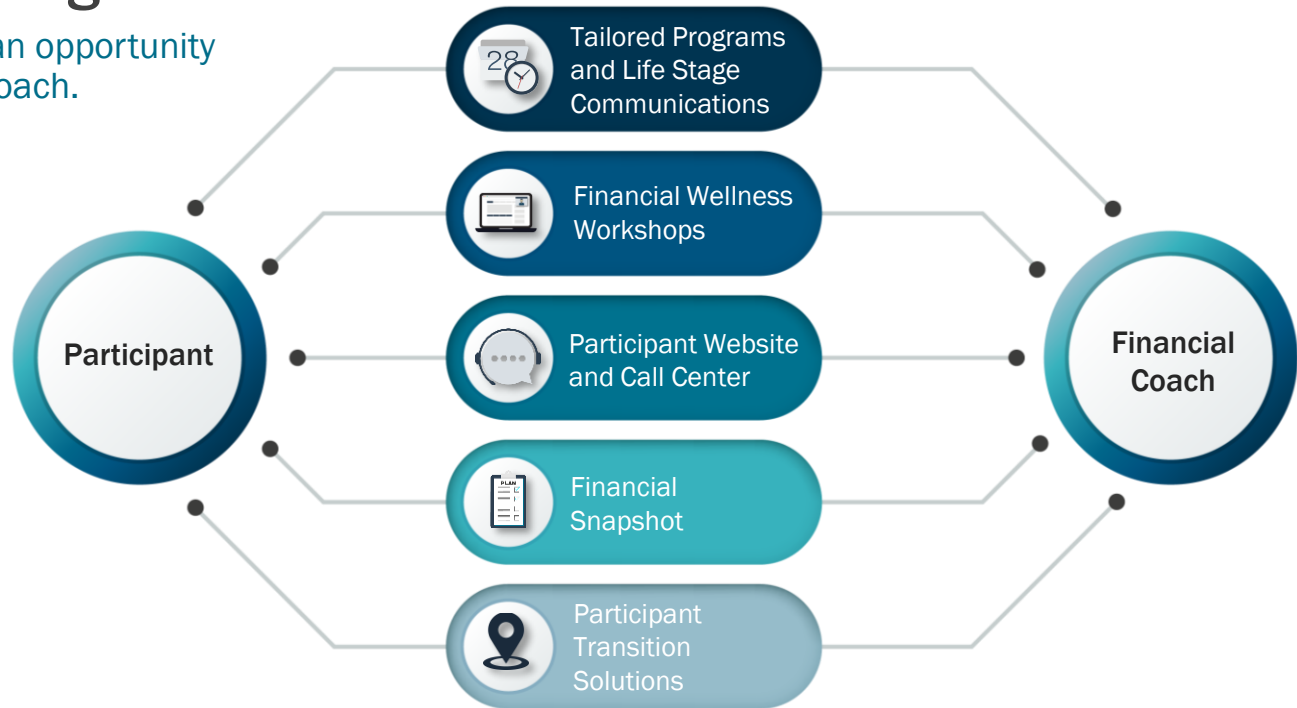 an opportunity
oach.
Tailored Programs
and Life Stage
Communications
28
Financial Wellness
Workshops
Participant
Participant Website
and Call Center
Financial
Coach
PLAN
Financial
Snapshot
Participant
Transition
Solutions